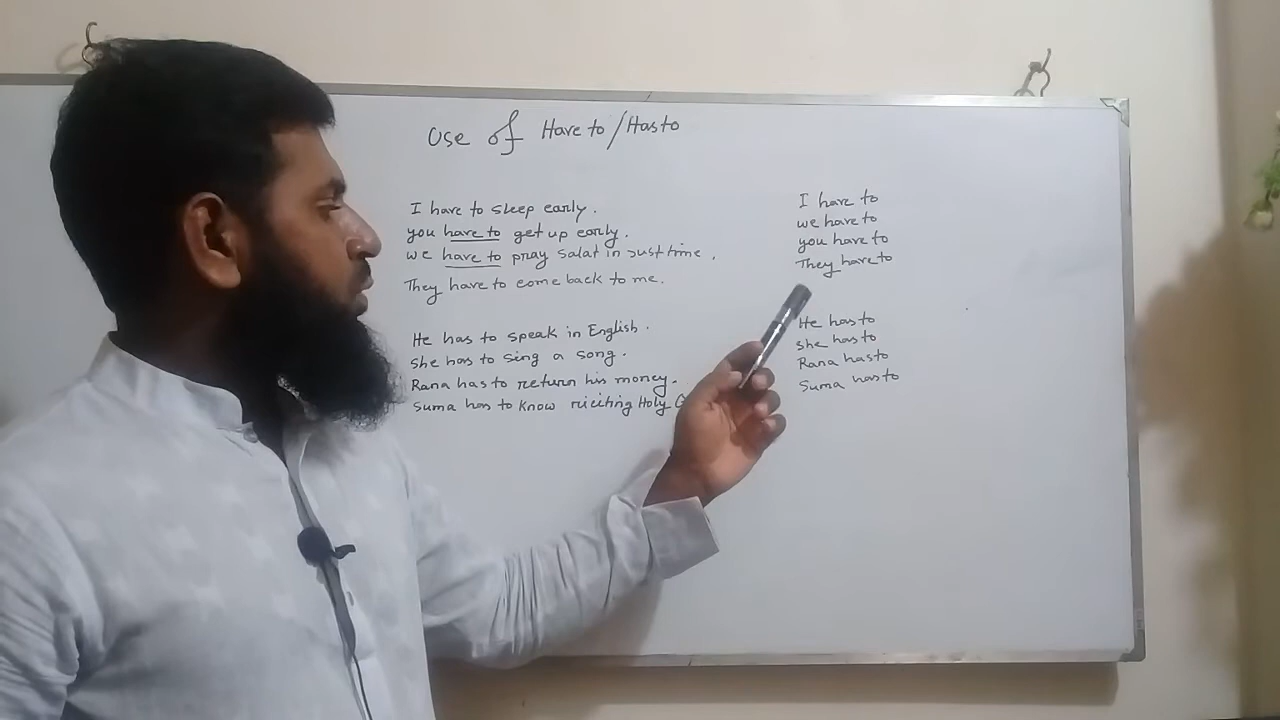 Use of Have to / Has to
I have to sleep early.
you have to get up early.
we have to pray salat in Just time.
They have to come back to me.
He has to speak in English.
she has to sing a song.
Rana has to return his money.
Suma has to know riciting Holy
I have to
we have to
you have to
They have to
He has to
she has to
Rana has to
Suma has to